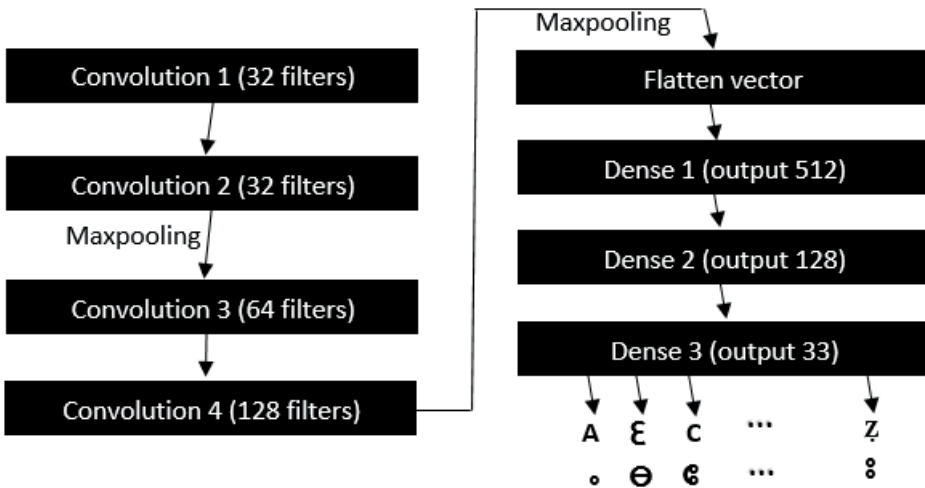 Convolution 1 (32 filters)
Convolution 2 (32 filters)
Maxpooling
Convolution 3 (64 filters)
Convolution 4 (128 filters)
Maxpooling
Flatten vector
Dense 1 (output 512)
Dense 2 (output 128)
Dense 3 (output 33)
A Ɛ C ... Ẓ
ⴰ ⴱ ⵞ ... ⵥ